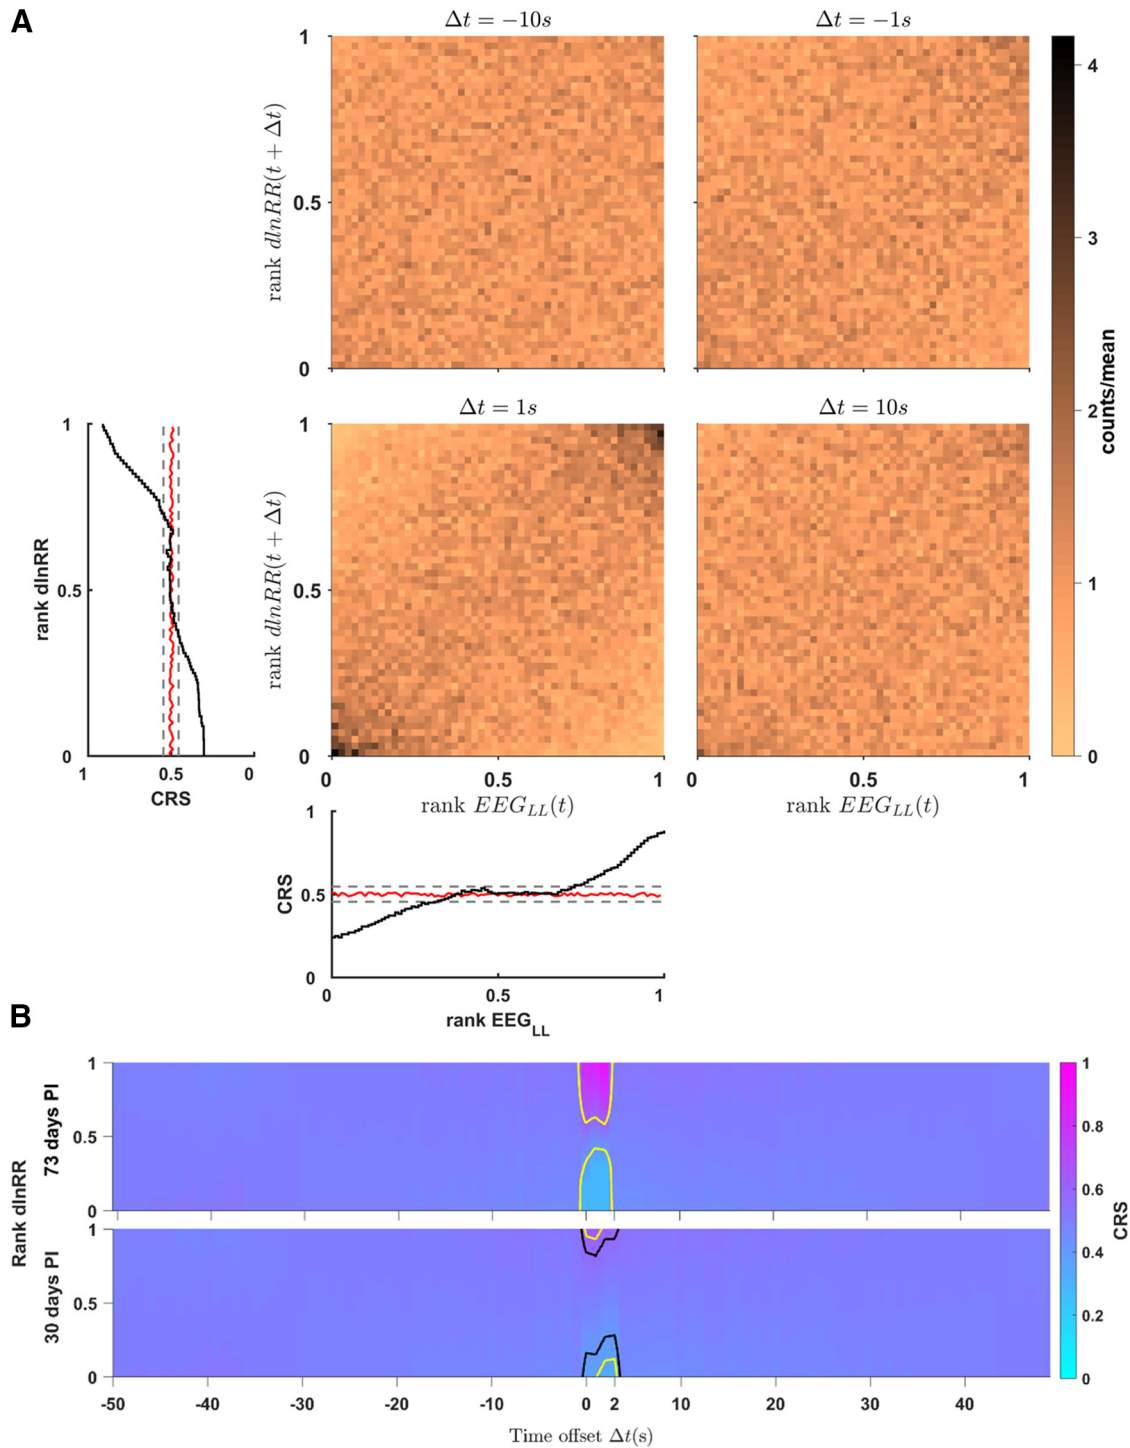 A
Δt = −10s
Δt = −1s
1
0.5
0
rank dlnRR(t + Δt)
4
3
2
1
0
counts/mean
Δt = 1s
Δt = 10s
1
0.5
0
rank dlnRR(t + Δt)
1
0.5
0
rank dlnRR
1
0.5
0
CRS
0
0.5
1
rank EEG_LL(t)
0
0.5
1
rank EEG_LL(t)
1
0.5
0
CRS
0
0.5
1
rank EEG_LL
B
Rank dlnRR
73 days PI
1
0.5
0
30 days PI
1
0.5
0
-50 -40 -30 -20 -10 0 2 10 20 30 40
Time offset Δt(s)
1
0.8
0.6
0.4
0.2
0
CRS